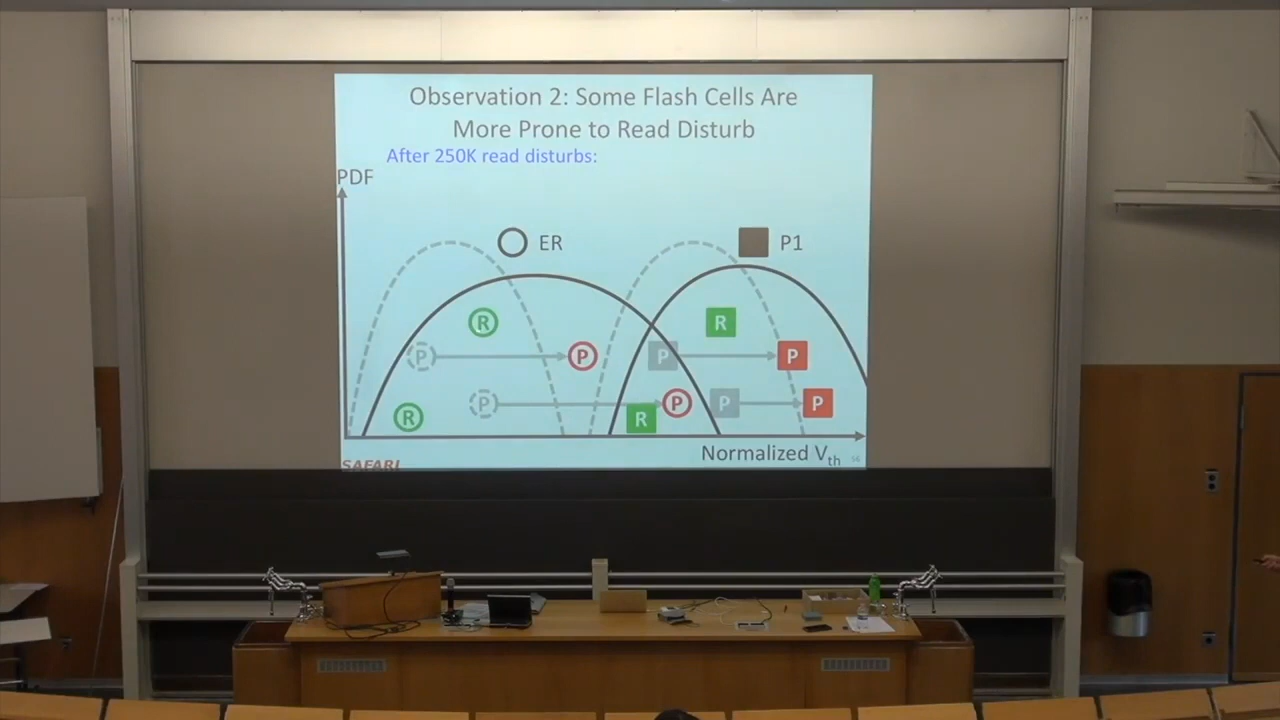 Observation 2: Some Flash Cells Are
More Prone to Read Disturb
After 250K read disturbs:
PDF
ER
P1
R
R
P
P
P
P
R
P
P
R
P
P
Normalized Vth
SAFARI
56